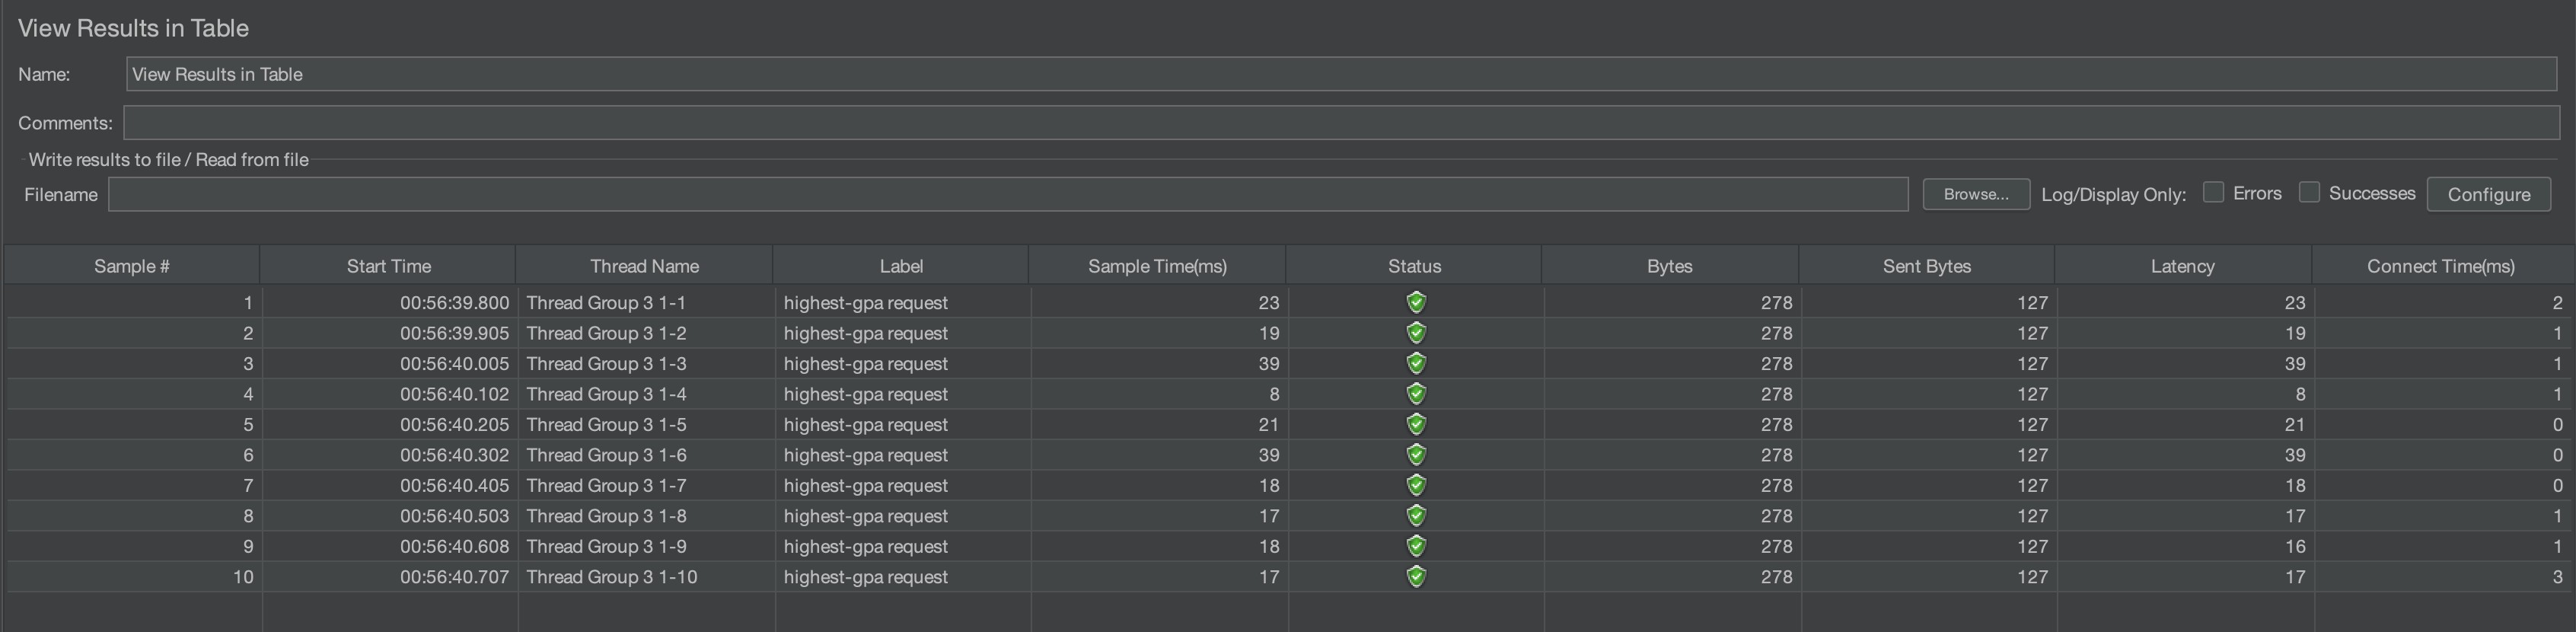 View Results in Table
Name: View Results in Table
Comments:
Write results to file / Read from file
Filename Browse... Log/Display Only: Errors Successes Configure
Sample # Start Time Thread Name Label Sample Time(ms) Status Bytes Sent Bytes Latency Connect Time(ms)
1 00:56:39.800 Thread Group 3 1-1 highest-gpa request 23 278 127 23 2
2 00:56:39.905 Thread Group 3 1-2 highest-gpa request 19 278 127 19 1
3 00:56:40.005 Thread Group 3 1-3 highest-gpa request 39 278 127 39 1
4 00:56:40.102 Thread Group 3 1-4 highest-gpa request 8 278 127 8 1
5 00:56:40.205 Thread Group 3 1-5 highest-gpa request 21 278 127 21 0
6 00:56:40.302 Thread Group 3 1-6 highest-gpa request 39 278 127 39 0
7 00:56:40.405 Thread Group 3 1-7 highest-gpa request 18 278 127 18 0
8 00:56:40.503 Thread Group 3 1-8 highest-gpa request 17 278 127 17 1
9 00:56:40.608 Thread Group 3 1-9 highest-gpa request 18 278 127 16 1
10 00:56:40.707 Thread Group 3 1-10 highest-gpa request 17 278 127 17 3